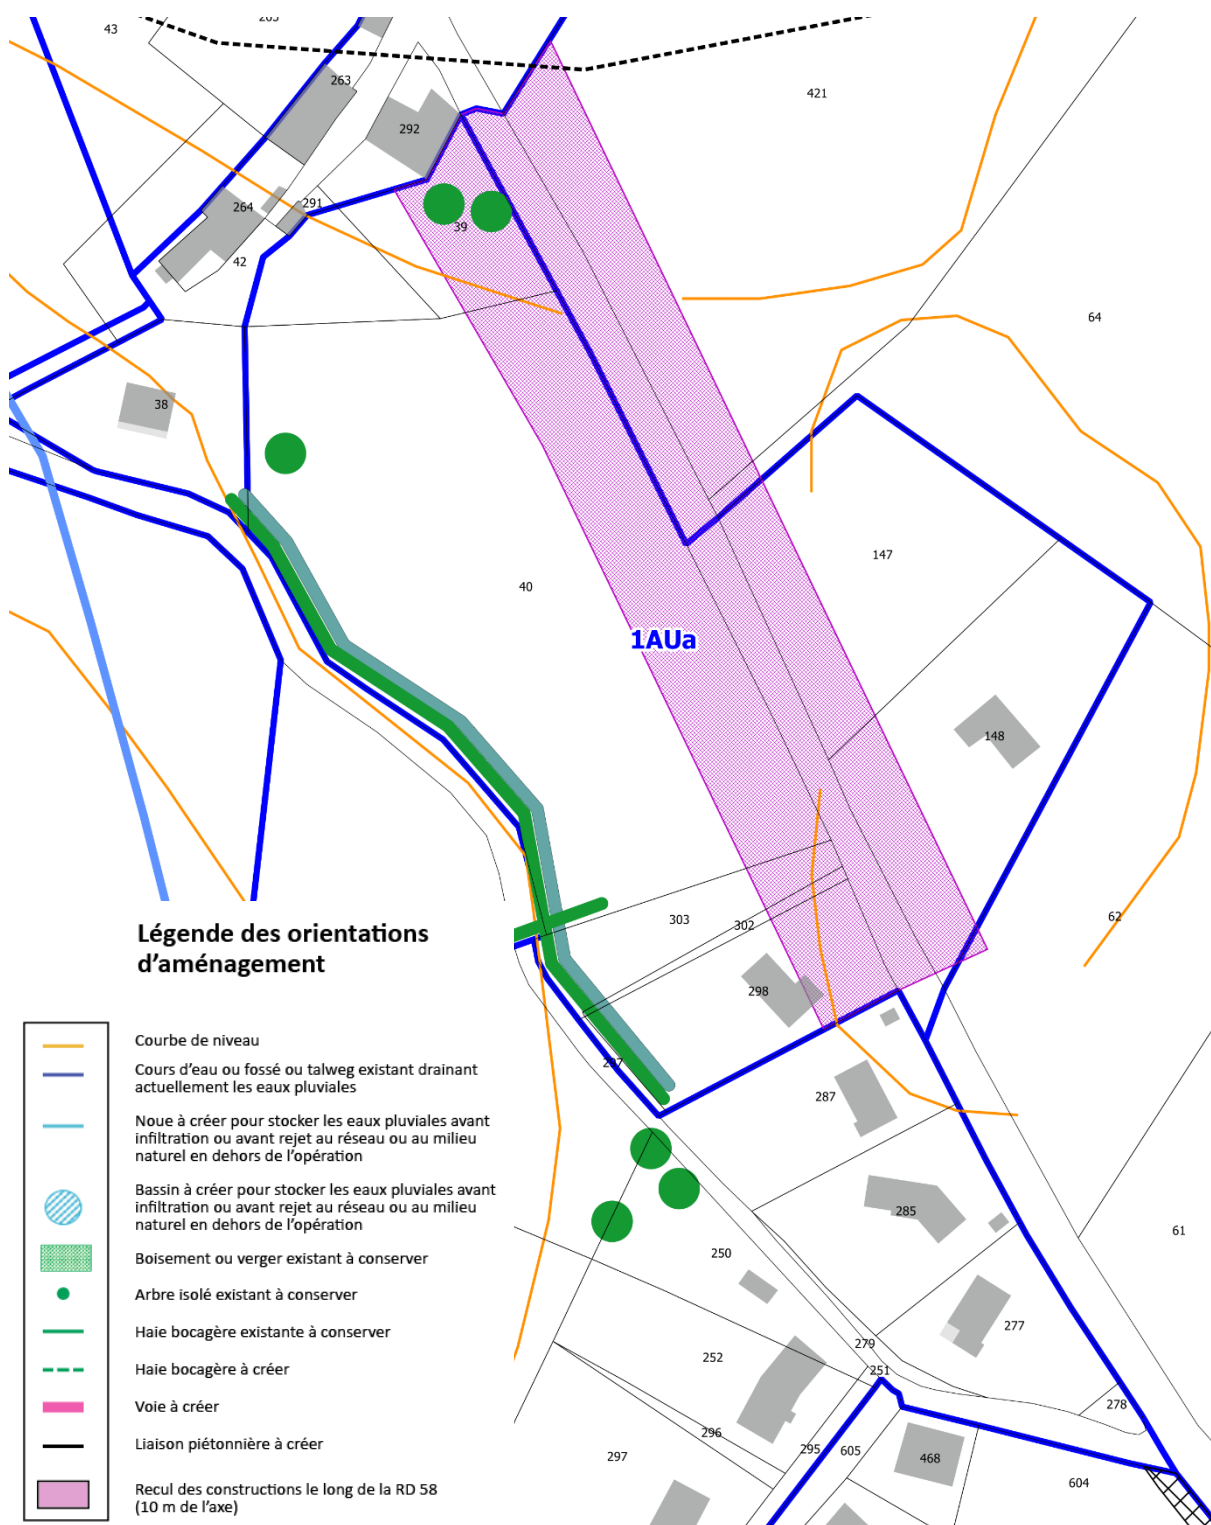 43
263
421
292
264
291
39
42
64
38
147
40
1AUa
148
303
302
62
298
287
285
250
61
277
279
252
251
278
296
295
605
297
468
604
Légende des orientations
d'aménagement
Courbe de niveau
Cours d'eau ou fossé ou talweg existant drainant
actuellement les eaux pluviales
Noue à créer pour stocker les eaux pluviales avant
infiltration ou avant rejet au réseau ou au milieu
naturel en dehors de l'opération
Bassin à créer pour stocker les eaux pluviales avant
infiltration ou avant rejet au réseau ou au milieu
naturel en dehors de l'opération
Boisement ou verger existant à conserver
Arbre isolé existant à conserver
Haie bocagère existante à conserver
Haie bocagère à créer
Voie à créer
Liaison piétonnière à créer
Recul des constructions le long de la RD 58
(10 m de l'axe)